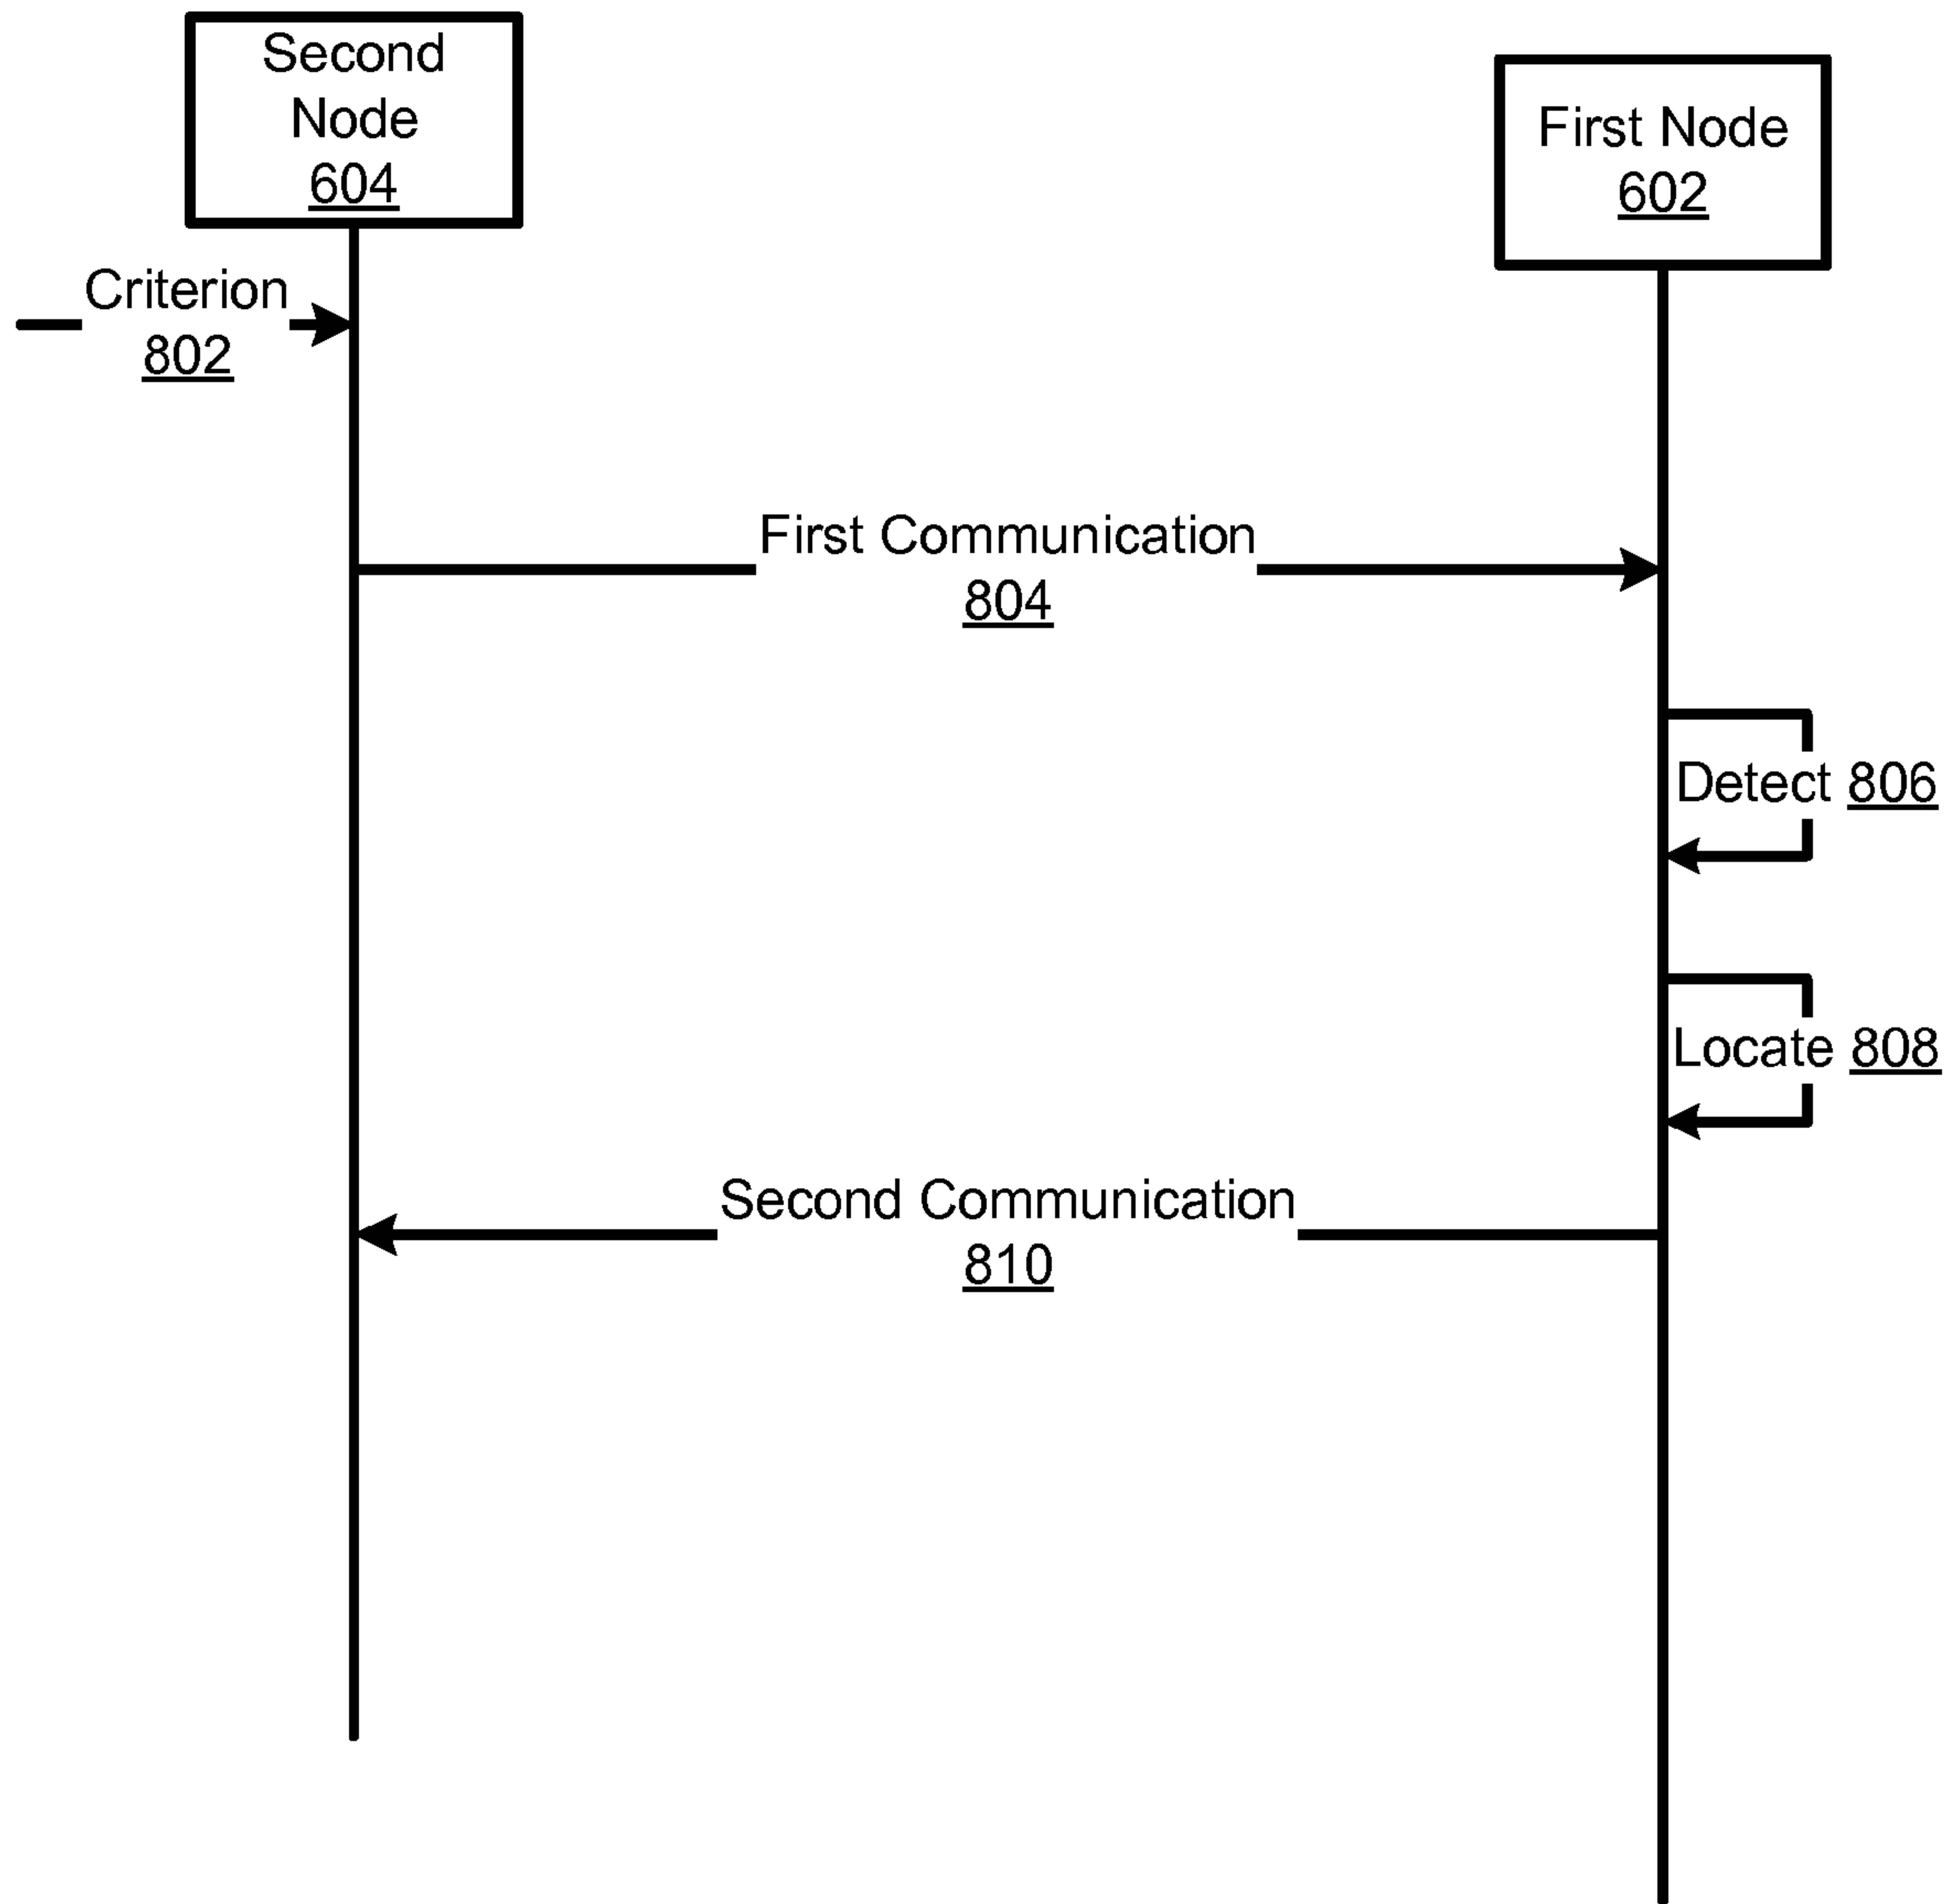 Second
Node
604
First Node
602
Criterion
802
First Communication
804
Detect 806
Locate 808
Second Communication
810